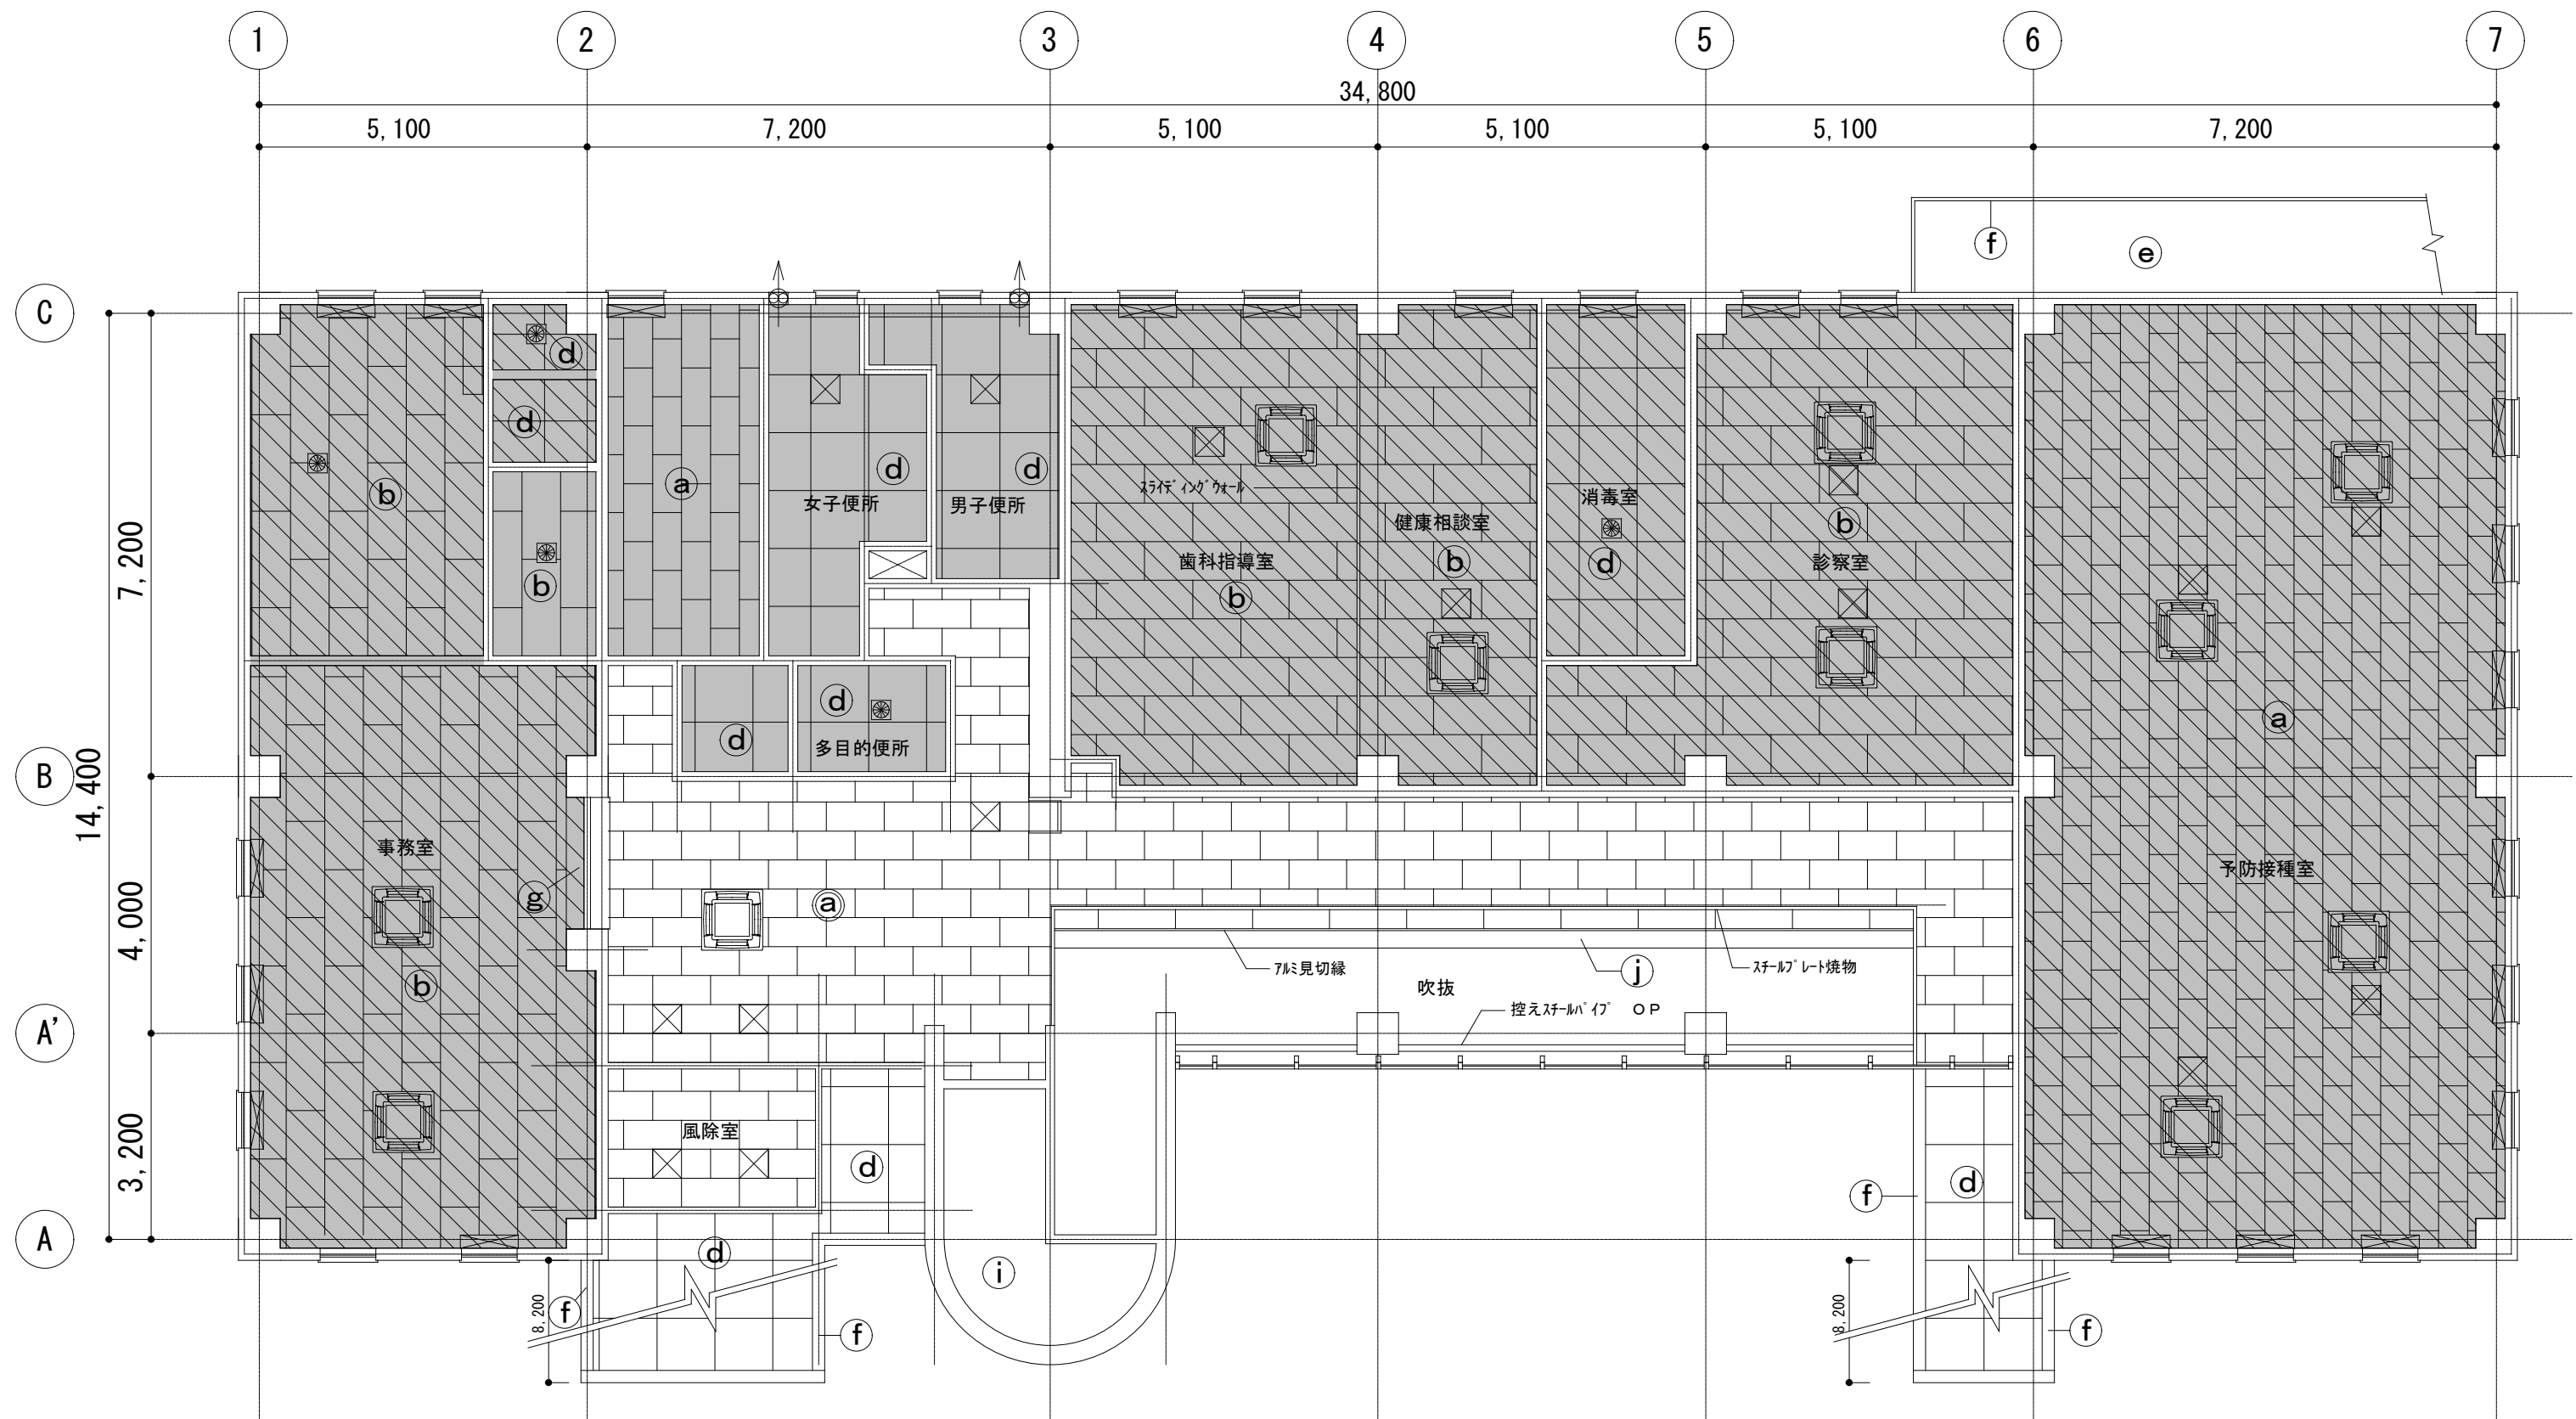 1 2 3 4 5 6 7
34,800
5,100 7,200 5,100 5,100 5,100 7,200
f
e
C
d
d
b
a
d
d
女子便所
男子便所
b
スライディングウォール
消毒室
健康相談室
b
歯科指導室
b
d
b
診察室
7,200
d
d
多目的便所
a
B
14,400
事務室
予防接種室
g
a
4,000
b
アルミ見切縁
j
スチールプレート焼物
吹抜
控えスチールパイプ OP
A'
風除室
3,200
d
f
d
A
d
i
8,200
f
f
8,200
f